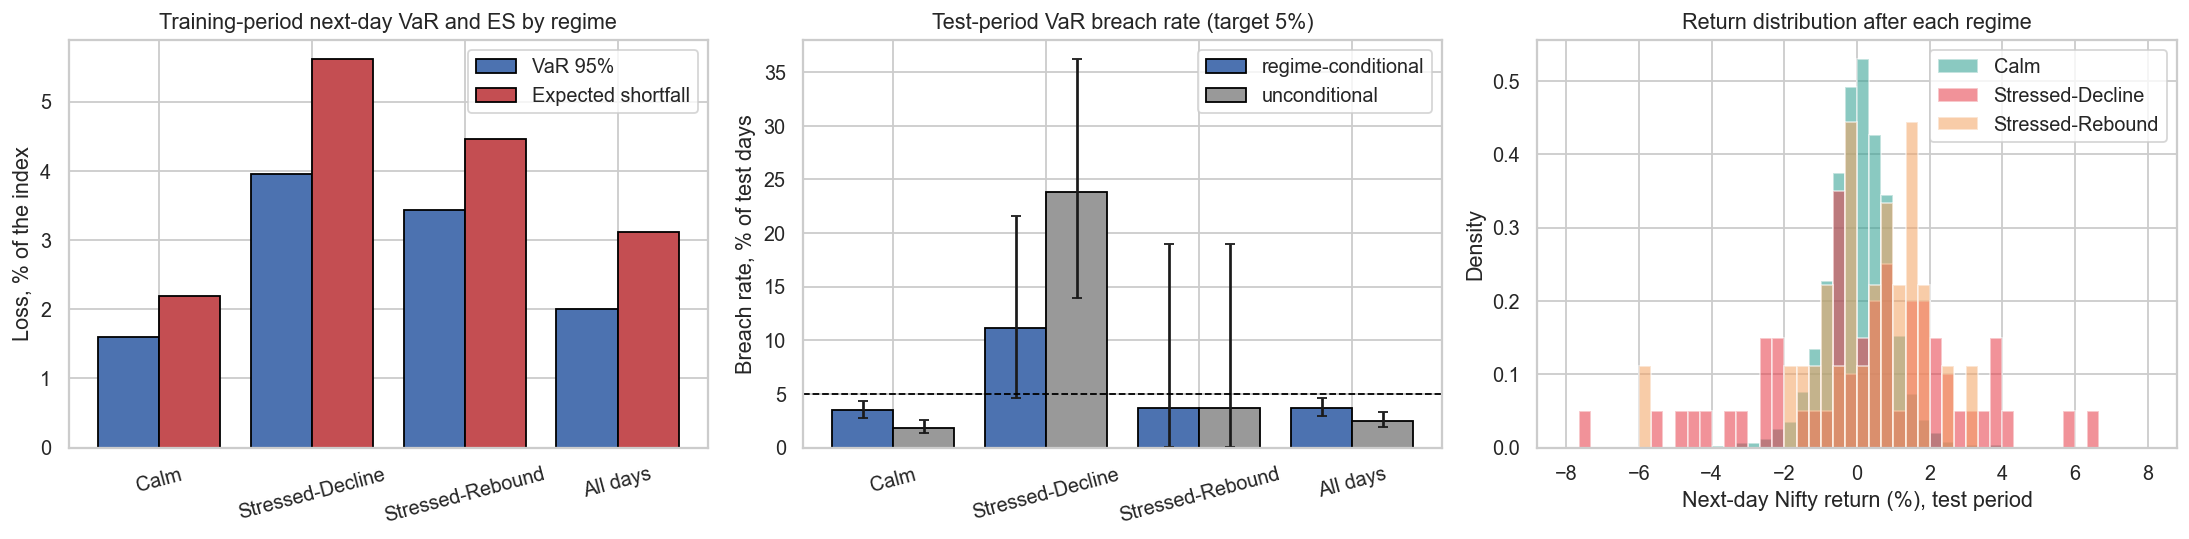 Training-period next-day VaR and ES by regime
Loss, % of the index
5
4
3
2
1
0
VaR 95%
Expected shortfall
Calm
Stressed-Decline
Stressed-Rebound
All days
Test-period VaR breach rate (target 5%)
Breach rate, % of test days
35
30
25
20
15
10
5
0
regime-conditional
unconditional
Calm
Stressed-Decline
Stressed-Rebound
All days
Return distribution after each regime
Density
0.5
0.4
0.3
0.2
0.1
0.0
Calm
Stressed-Decline
Stressed-Rebound
−8 −6 −4 −2 0 2 4 6 8
Next-day Nifty return (%), test period